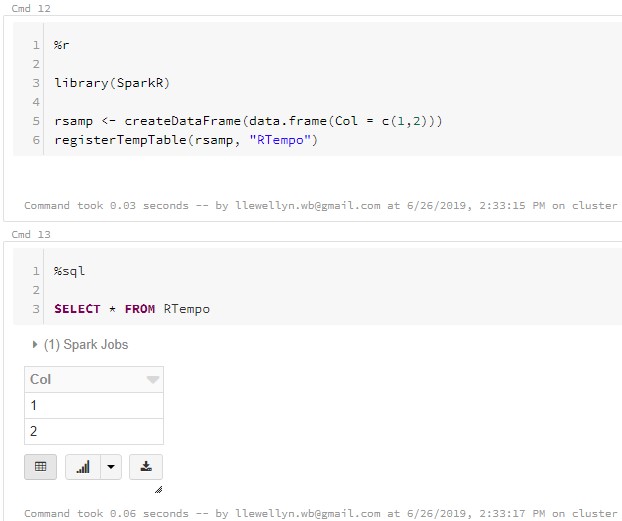 Cmd 12
1 %r
2
3 library(SparkR)
4
5 rsamp <- createDataFrame(data.frame(Col = c(1,2)))
6 registerTempTable(rsamp, "RTempo")
Command took 0.03 seconds -- by llewellyn.wb@gmail.com at 6/26/2019, 2:33:15 PM on cluster
Cmd 13
1 %sql
2
3 SELECT * FROM RTempo
(1) Spark Jobs
Col
1
2
Command took 0.06 seconds -- by llewellyn.wb@gmail.com at 6/26/2019, 2:33:17 PM on cluster